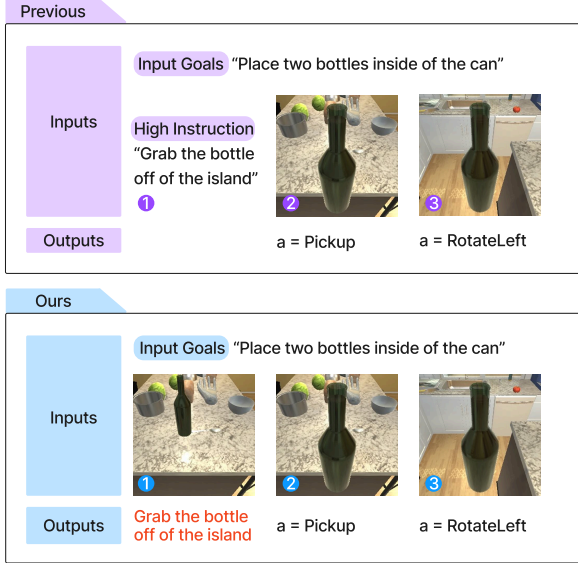 Previous
Inputs
Input Goals “Place two bottles inside of the can”
High Instruction
“Grab the bottle
off of the island”
1
2
3
Outputs
a = Pickup
a = RotateLeft
Ours
Inputs
Input Goals “Place two bottles inside of the can”
1
2
3
Outputs
Grab the bottle
off of the island
a = Pickup
a = RotateLeft